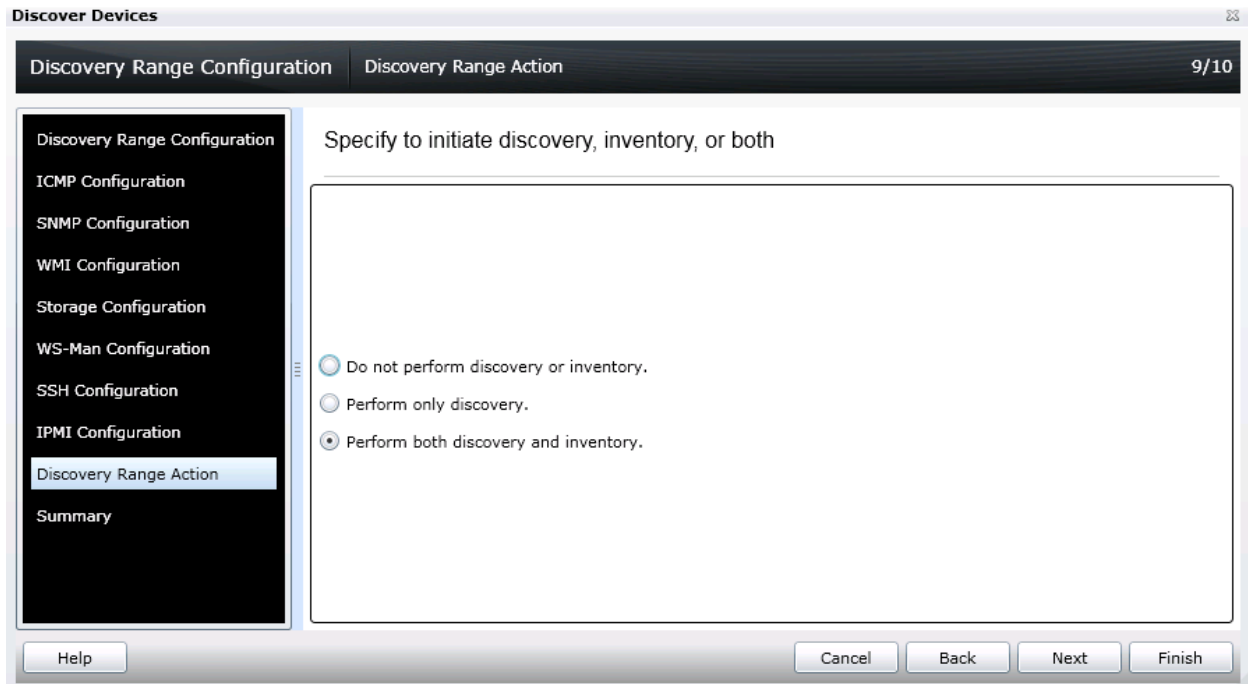 Discover Devices
Discovery Range Configuration Discovery Range Action 9/10
Discovery Range Configuration
ICMP Configuration
SNMP Configuration
WMI Configuration
Storage Configuration
WS-Man Configuration
SSH Configuration
IPMI Configuration
Discovery Range Action
Summary
Specify to initiate discovery, inventory, or both
Do not perform discovery or inventory.
Perform only discovery.
Perform both discovery and inventory.
Help Cancel Back Next Finish